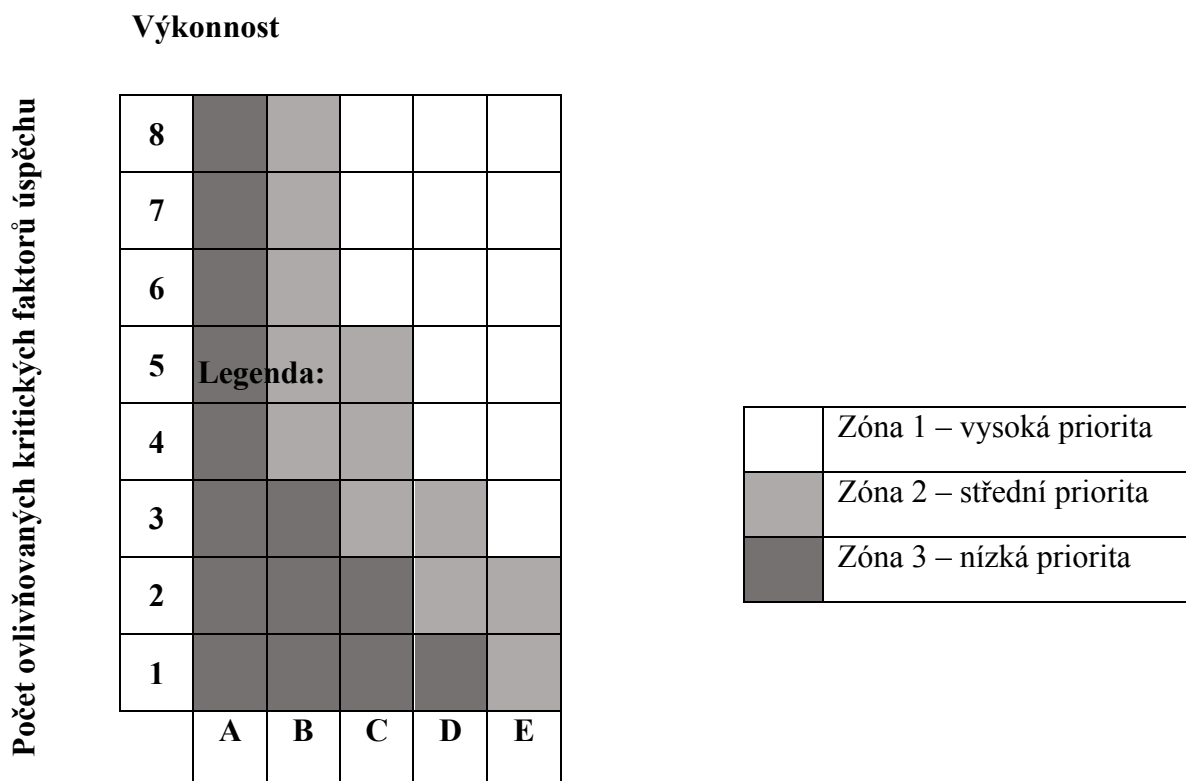 Výkonnost
Počet ovlivňovaných kritických faktorů úspěchu
8
7
6
5
Legenda:
4
3
2
1
A B C D E
Zóna 1 – vysoká priorita
Zóna 2 – střední priorita
Zóna 3 – nízká priorita